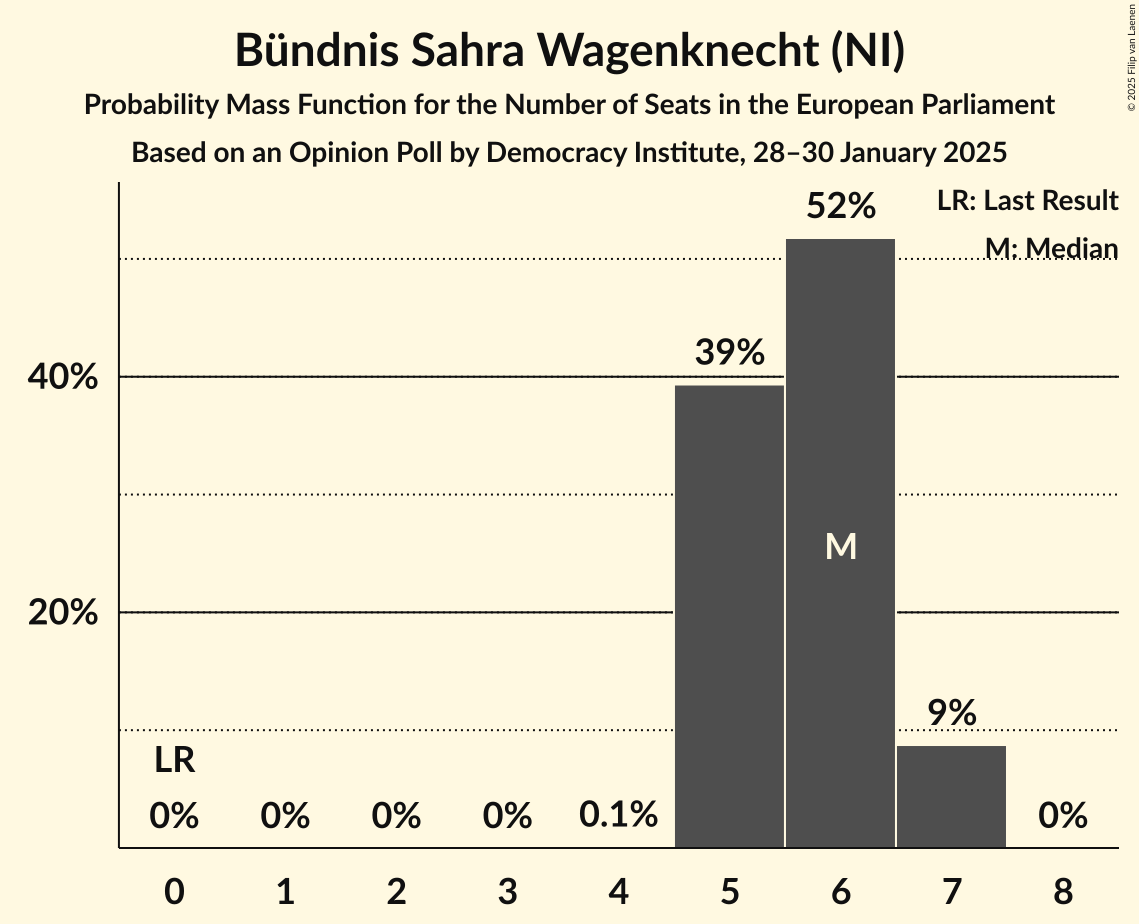 Bündnis Sahra Wagenknecht (NI)
Probability Mass Function for the Number of Seats in the European Parliament
Based on an Opinion Poll by Democracy Institute, 28–30 January 2025
© 2025 Filip van Laenen
LR: Last Result
M: Median
52%
39%
40%
M
20%
9%
LR
0% 0% 0% 0% 0.1% 0%
0 1 2 3 4 5 6 7 8